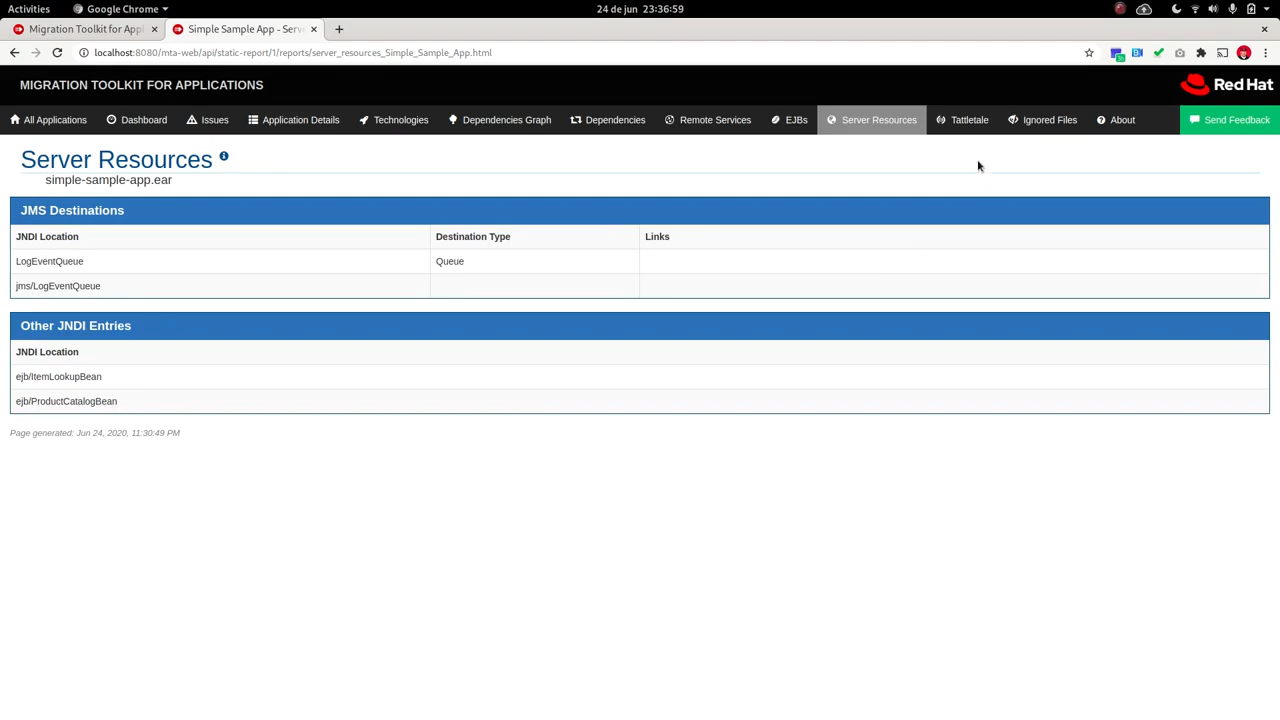 Activities Google Chrome 24 de jun 23:36:59
Migration Toolkit for Appl Simple Sample App - Serv
localhost:8080/mta-web/api/static-report/1/reports/server_resources_Simple_Sample_App.html
MIGRATION TOOLKIT FOR APPLICATIONS Red Hat
All Applications Dashboard Issues Application Details Technologies Dependencies Graph Dependencies Remote Services EJBs Server Resources Tattletale Ignored Files About Send Feedback
Server Resources
simple-sample-app.ear
JMS Destinations
JNDI Location Destination Type Links
LogEventQueue Queue
jms/LogEventQueue
Other JNDI Entries
JNDI Location
ejb/ItemLookupBean
ejb/ProductCatalogBean
Page generated: Jun 24, 2020, 11:30:49 PM